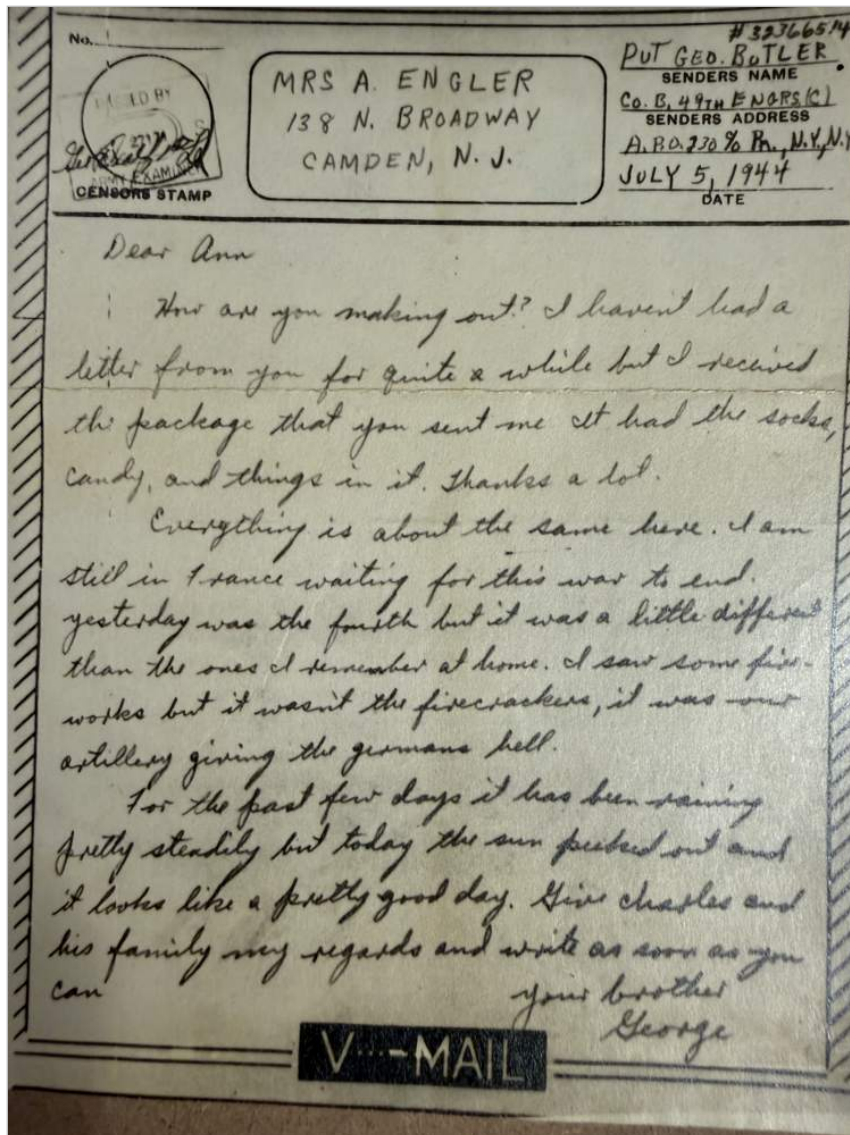 No.
PASSED BY
ARMY EXAMINER
CENSORS STAMP
MRS A. ENGLER
138 N. BROADWAY
CAMDEN, N. J.
# 32366514
PVT GEO. BUTLER
SENDERS NAME
Co. B, 49TH ENGRS (C)
SENDERS ADDRESS
A.P.O. 230 % Pm., N.Y., N.Y
JULY 5, 1944
DATE
Dear Ann
How are you making out? I haven't had a
letter from you for quite a while but I received
the package that you sent me It had the socks,
candy, and things in it. Thanks a lot.
Everything is about the same here. I am
still in France waiting for this war to end.
yesterday was the fourth but it was a little different
than the ones I remember at home. I saw some fire-
works but it wasn't the firecrackers, it was our
artillery giving the germans hell.
For the past few days it has been raining
pretty steadily but today the sun peeked out and
it looks like a pretty good day. Give Charles and
his family my regards and write as soon as you
can
your brother
George
V···-MAIL